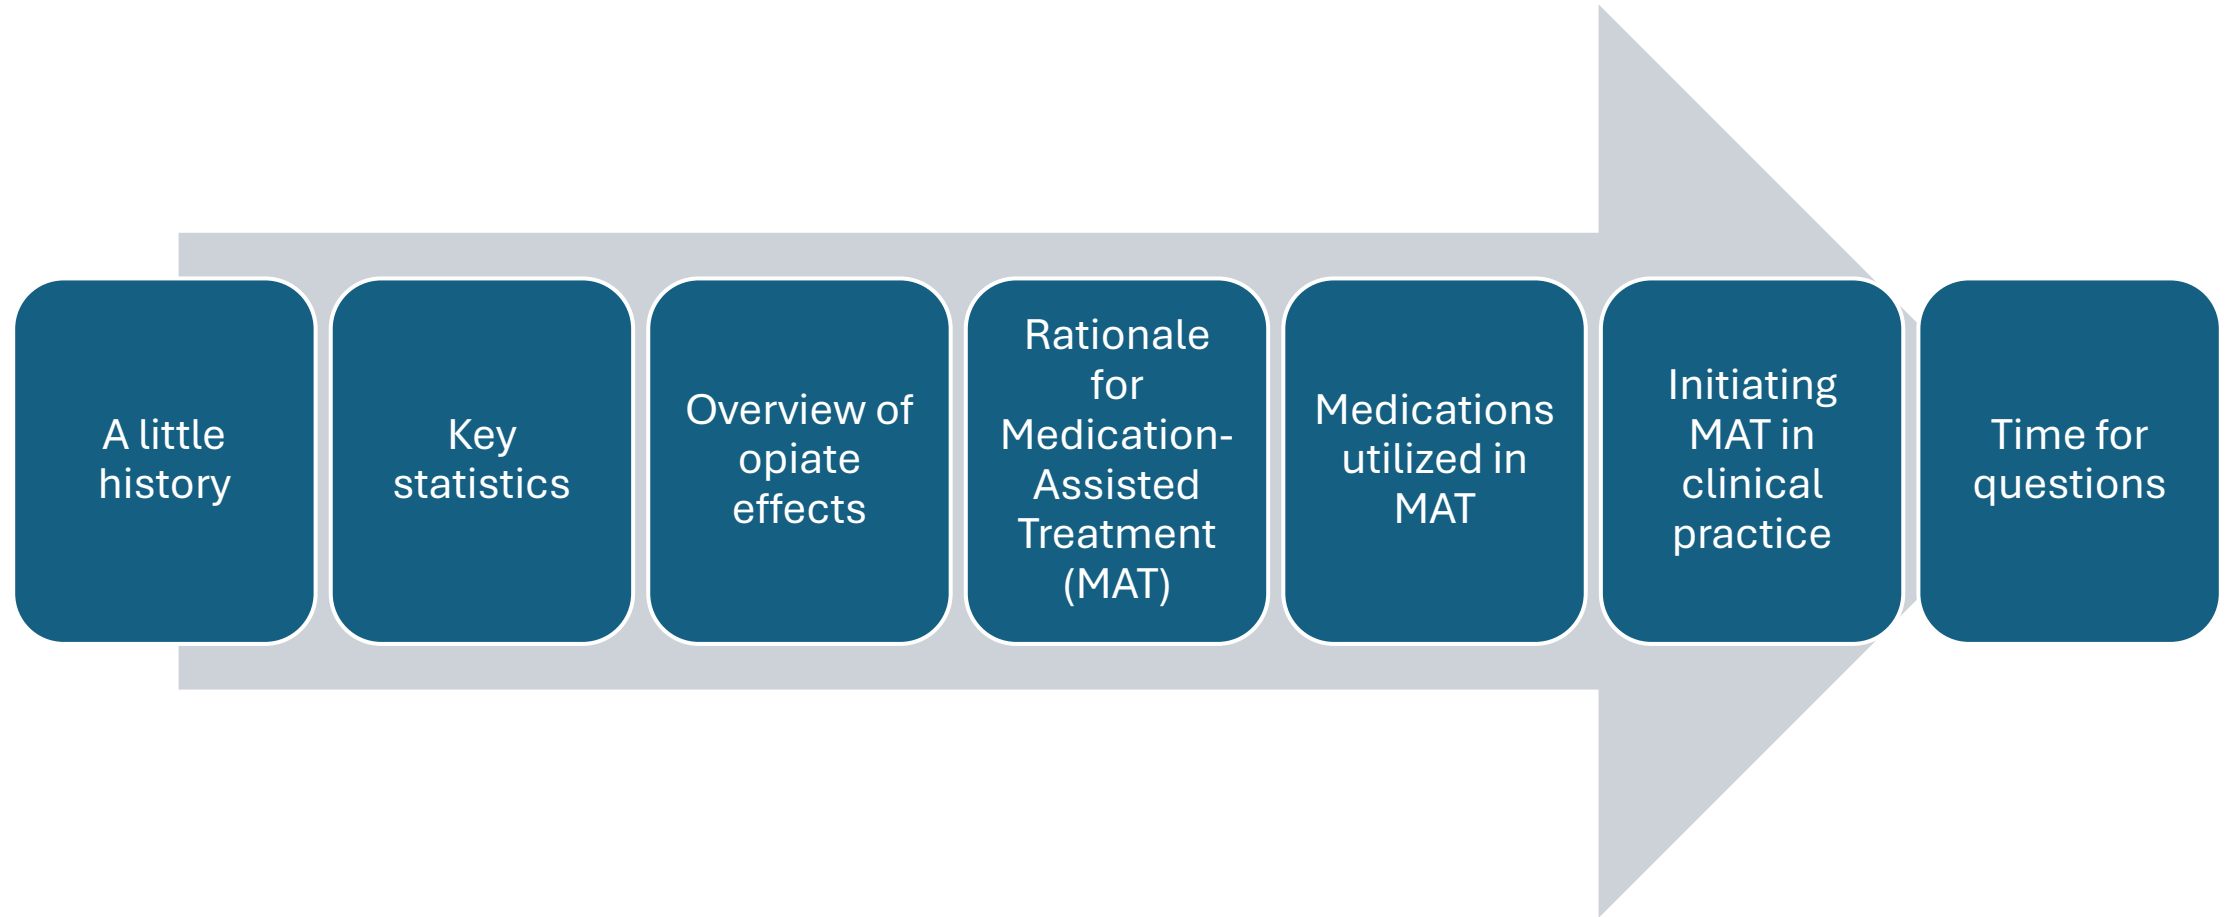 A little
history
Key
statistics
Overview of
opiate
effects
Rationale
for
Medication-
Assisted
Treatment
(MAT)
Medications
utilized in
MAT
Initiating
MAT in
clinical
practice
Time for
questions